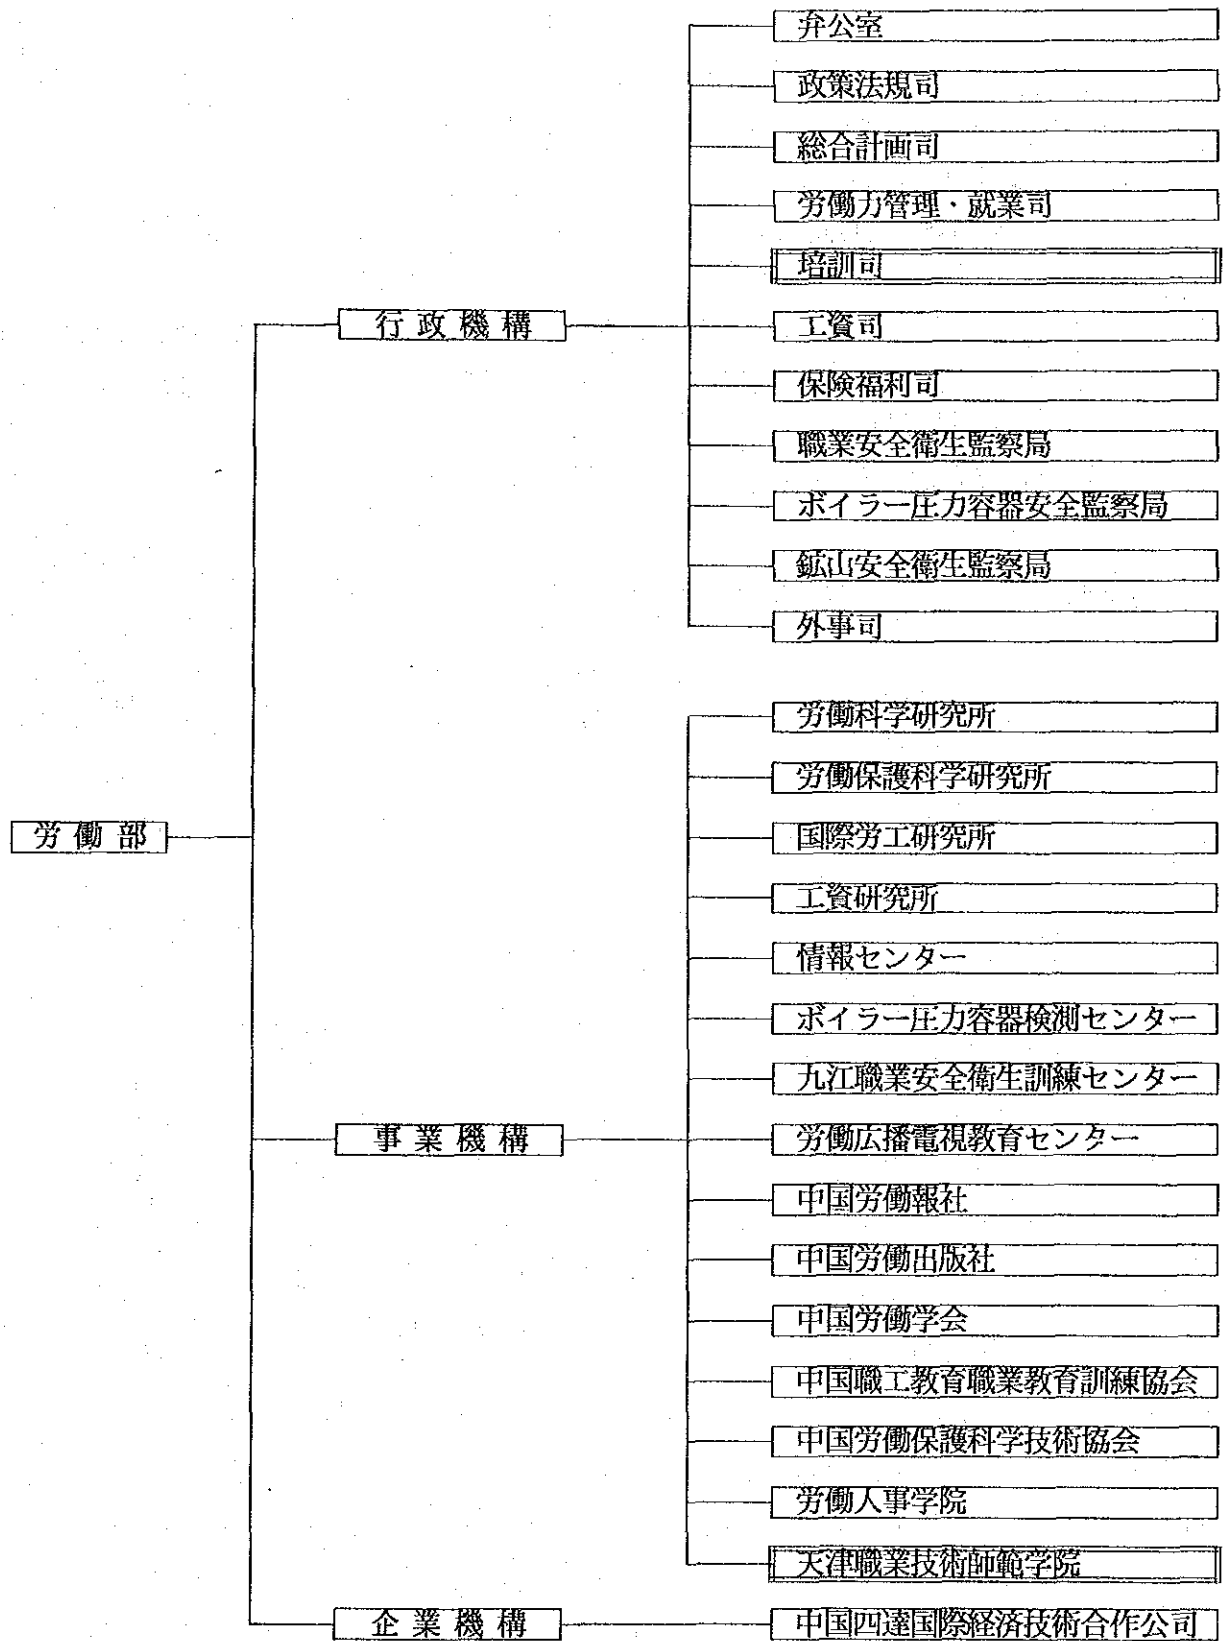 弁公室
政策法規司
総合計画司
労働力管理・就業司
培訓司
行政機構
工資司
保険福利司
職業安全衛生監察局
ボイラー圧力容器安全監察局
鉱山安全衛生監察局
外事司
労働科学研究所
労働保護科学研究所
労働部
国際労工研究所
工資研究所
情報センター
ボイラー圧力容器検測センター
九江職業安全衛生訓練センター
事業機構
労働広播電視教育センター
中国労働報社
中国労働出版社
中国労働学会
中国職工教育職業教育訓練協会
中国労働保護科学技術協会
労働人事学院
天津職業技術師範学院
企業機構
中国四達国際経済技術合作公司